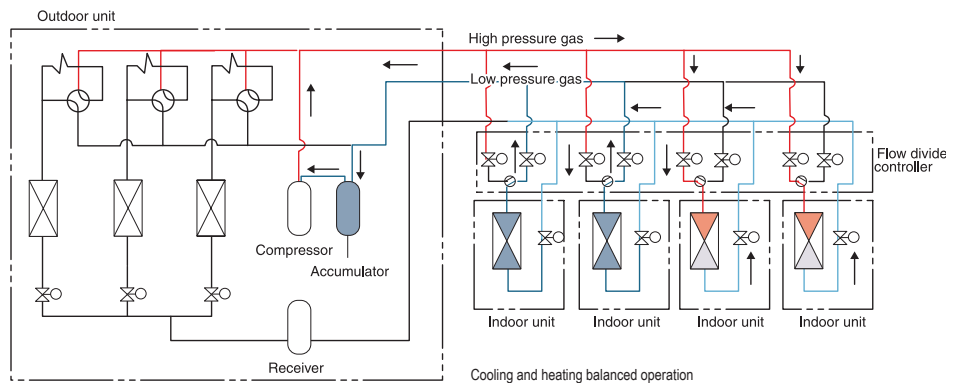 Outdoor unit
High pressure gas
Low pressure gas
Flow divide
controller
Compressor
Accumulator
Receiver
Indoor unit
Indoor unit
Indoor unit
Indoor unit
Cooling and heating balanced operation